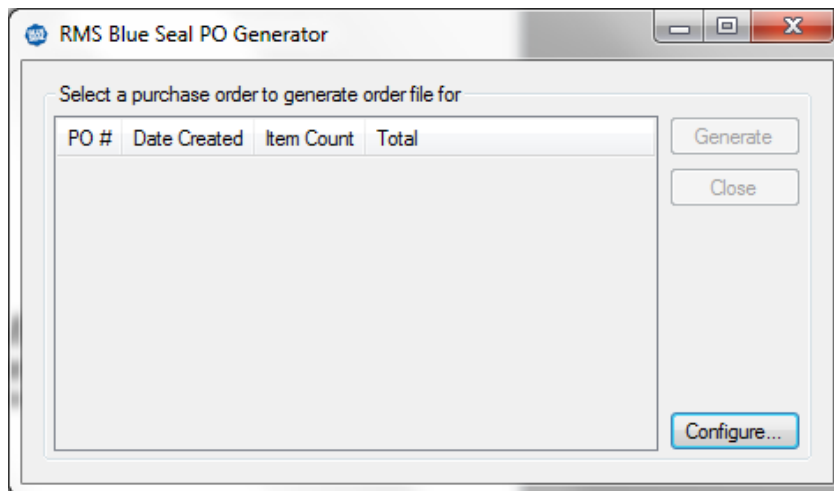 RMS Blue Seal PO Generator
Select a purchase order to generate order file for
PO # Date Created Item Count Total
Generate
Close
Configure...